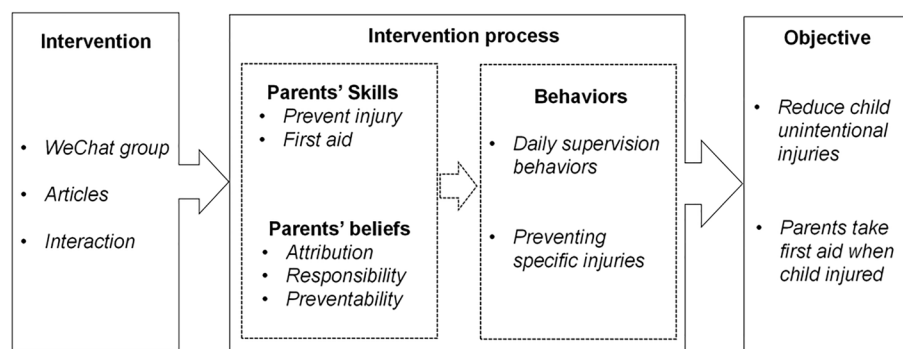 Intervention
• WeChat group
• Articles
• Interaction
Intervention process
Parents' Skills
• Prevent injury
• First aid
Parents' beliefs
• Attribution
• Responsibility
• Preventability
Behaviors
• Daily supervision
behaviors
• Preventing
specific injuries
Objective
• Reduce child
unintentional
injuries
• Parents take
first aid when
child injured